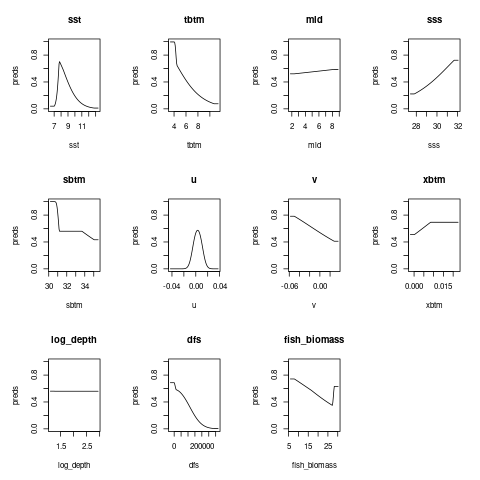 sst
preds
0.0 0.4 0.8
7 9 11
sst
tbtm
preds
0.0 0.4 0.8
4 6 8
tbtm
mld
preds
0.0 0.4 0.8
2 4 6 8
mld
sss
preds
0.0 0.4 0.8
28 30 32
sss
sbtm
preds
0.0 0.4 0.8
30 32 34
sbtm
u
preds
0.0 0.4 0.8
-0.04 0.00 0.04
u
v
preds
0.0 0.4 0.8
-0.06 0.00
v
xbtm
preds
0.0 0.4 0.8
0.000 0.015
xbtm
log_depth
preds
0.0 0.4 0.8
1.5 2.5
log_depth
dfs
preds
0.0 0.4 0.8
0 200000
dfs
fish_biomass
preds
0.0 0.4 0.8
5 15 25
fish_biomass